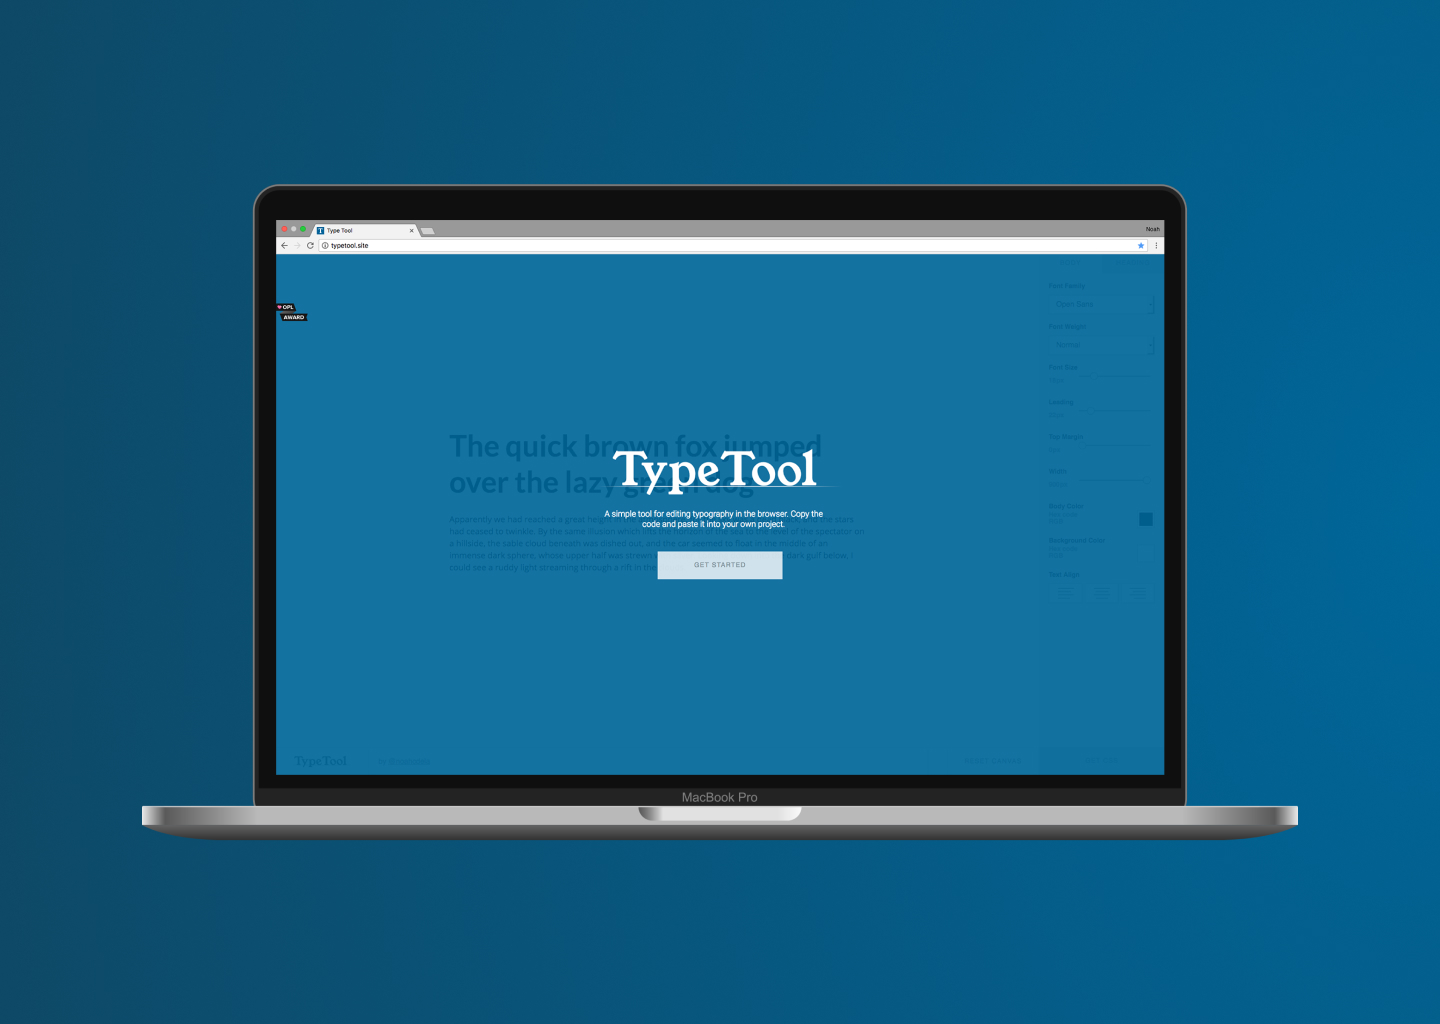 Type Tool
Noah
typetool.site
OPL
AWARD
Font Family
Open Sans
Font Weight
Normal
Font Size
Leading
Top Margin
Width
The quick brown fox jumped
over the lazy green dog
TypeTool
A simple tool for editing typography in the browser. Copy the
code and paste it into your own project.
Apparently we had reached a great height in the
and the stars
had ceased to twinkle. By the same illusion which lifts the horizon of the sea to the level of the spectator on
a hillside, the sable cloud beneath was dished out, and the car seemed to float in the middle of an
immense dark sphere, whose upper half was strewn
dark gulf below, I
could see a ruddy light streaming through a rift in the
GET STARTED
Body Color
Background Color
Text Align
TypeTool
MacBook Pro